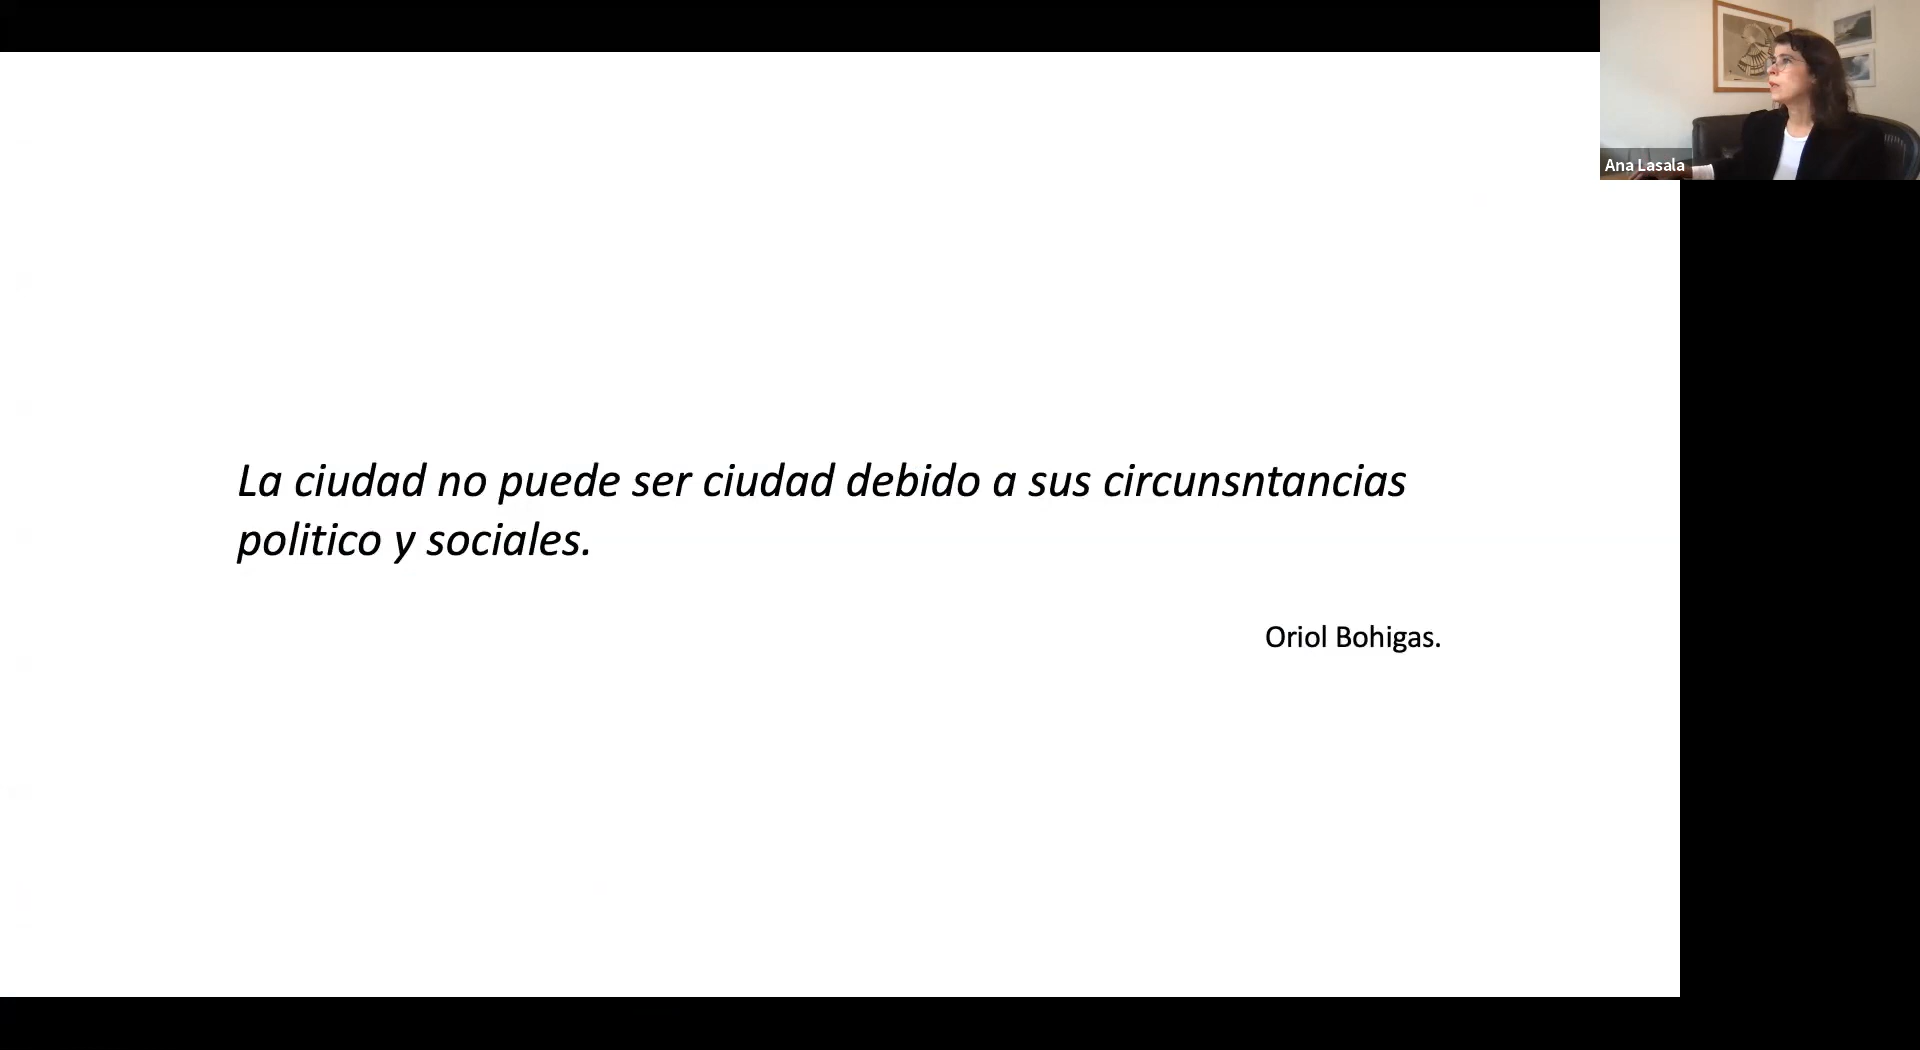 La ciudad no puede ser ciudad debido a sus circunsntancias
politico y sociales.
Oriol Bohigas.
Ana Lasala